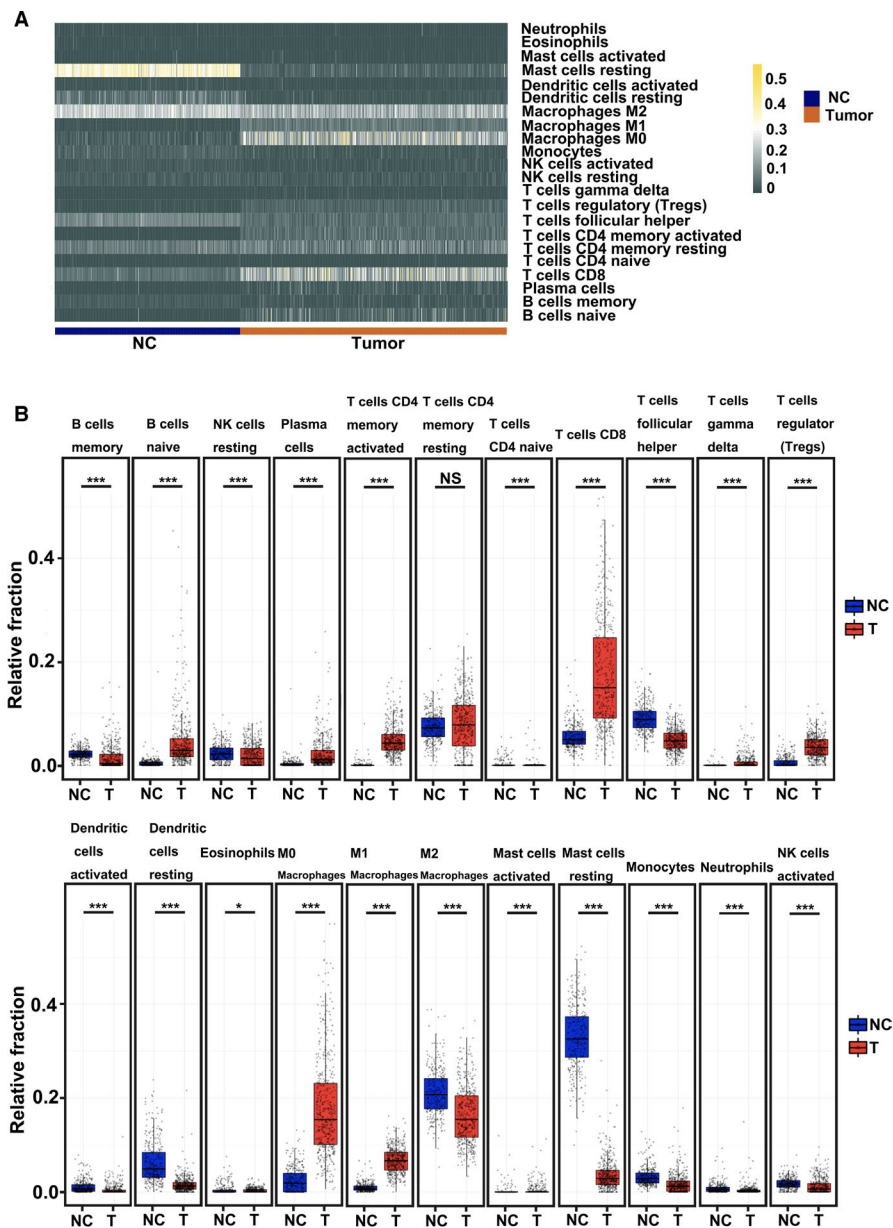 A
Neutrophils
Eosinophils
Mast cells activated
Mast cells resting
Dendritic cells activated
Dendritic cells resting
Macrophages M2
Macrophages M1
Macrophages M0
Monocytes
NK cells activated
NK cells resting
T cells gamma delta
T cells regulatory (Tregs)
T cells follicular helper
T cells CD4 memory activated
T cells CD4 memory resting
T cells CD4 naive
T cells CD8
Plasma cells
B cells memory
B cells naive
0.5
0.4
0.3
0.2
0.1
0
NC
Tumor
NC Tumor
B
B cells memory
B cells naive
NK cells resting
Plasma cells
T cells CD4 memory activated
T cells CD4 memory resting
T cells CD4 naive
T cells CD8
T cells follicular helper
T cells gamma delta
T cells regulator (Tregs)
*** *** *** *** *** NS *** *** *** *** ***
Relative fraction
0.4
0.2
0.0
NC T NC T NC T NC T NC T NC T NC T NC T NC T NC T NC T
NC
T
Dendritic cells activated
Dendritic cells resting
Eosinophils
M0 Macrophages
M1 Macrophages
M2 Macrophages
Mast cells activated
Mast cells resting
Monocytes
Neutrophils
NK cells activated
*** *** * *** *** *** *** *** *** *** ***
Relative fraction
0.4
0.2
0.0
NC T NC T NC T NC T NC T NC T NC T NC T NC T NC T NC T
NC
T